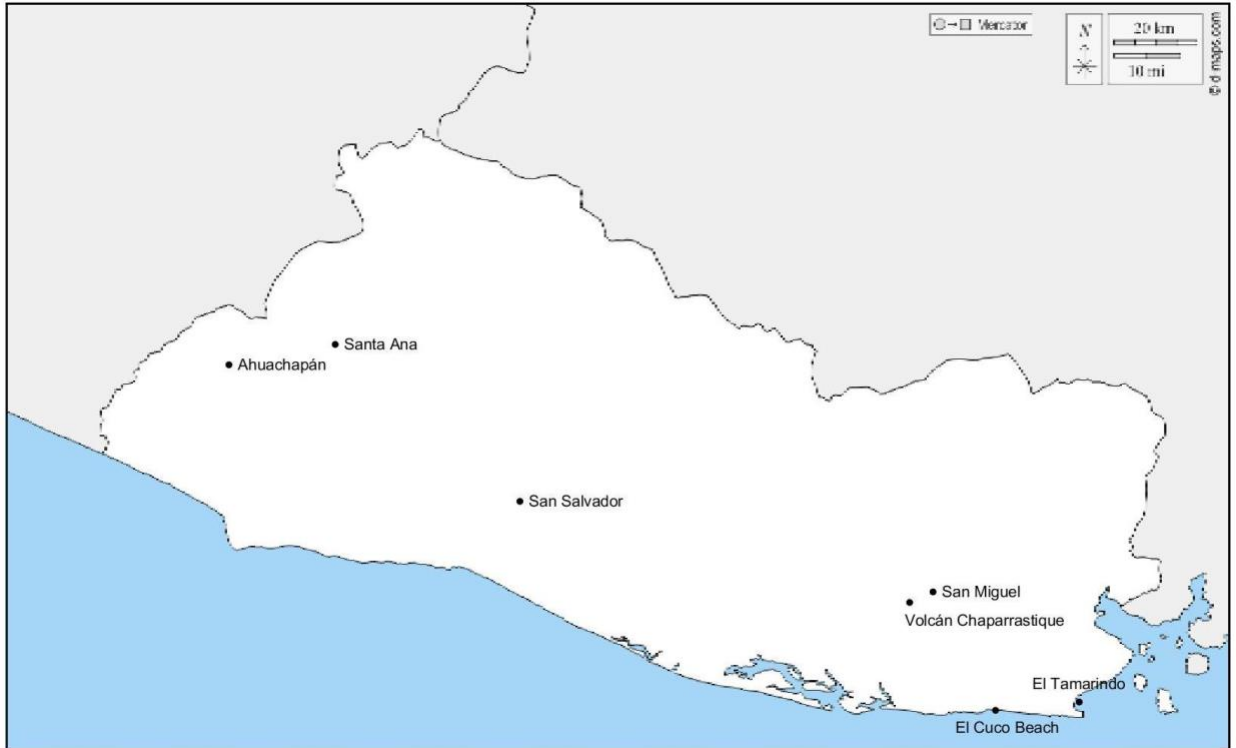 Mercator
N
20 km
10 mi
© d-maps.com
Santa Ana
Ahuachapán
San Salvador
San Miguel
Volcán Chaparrastique
El Tamarindo
El Cuco Beach